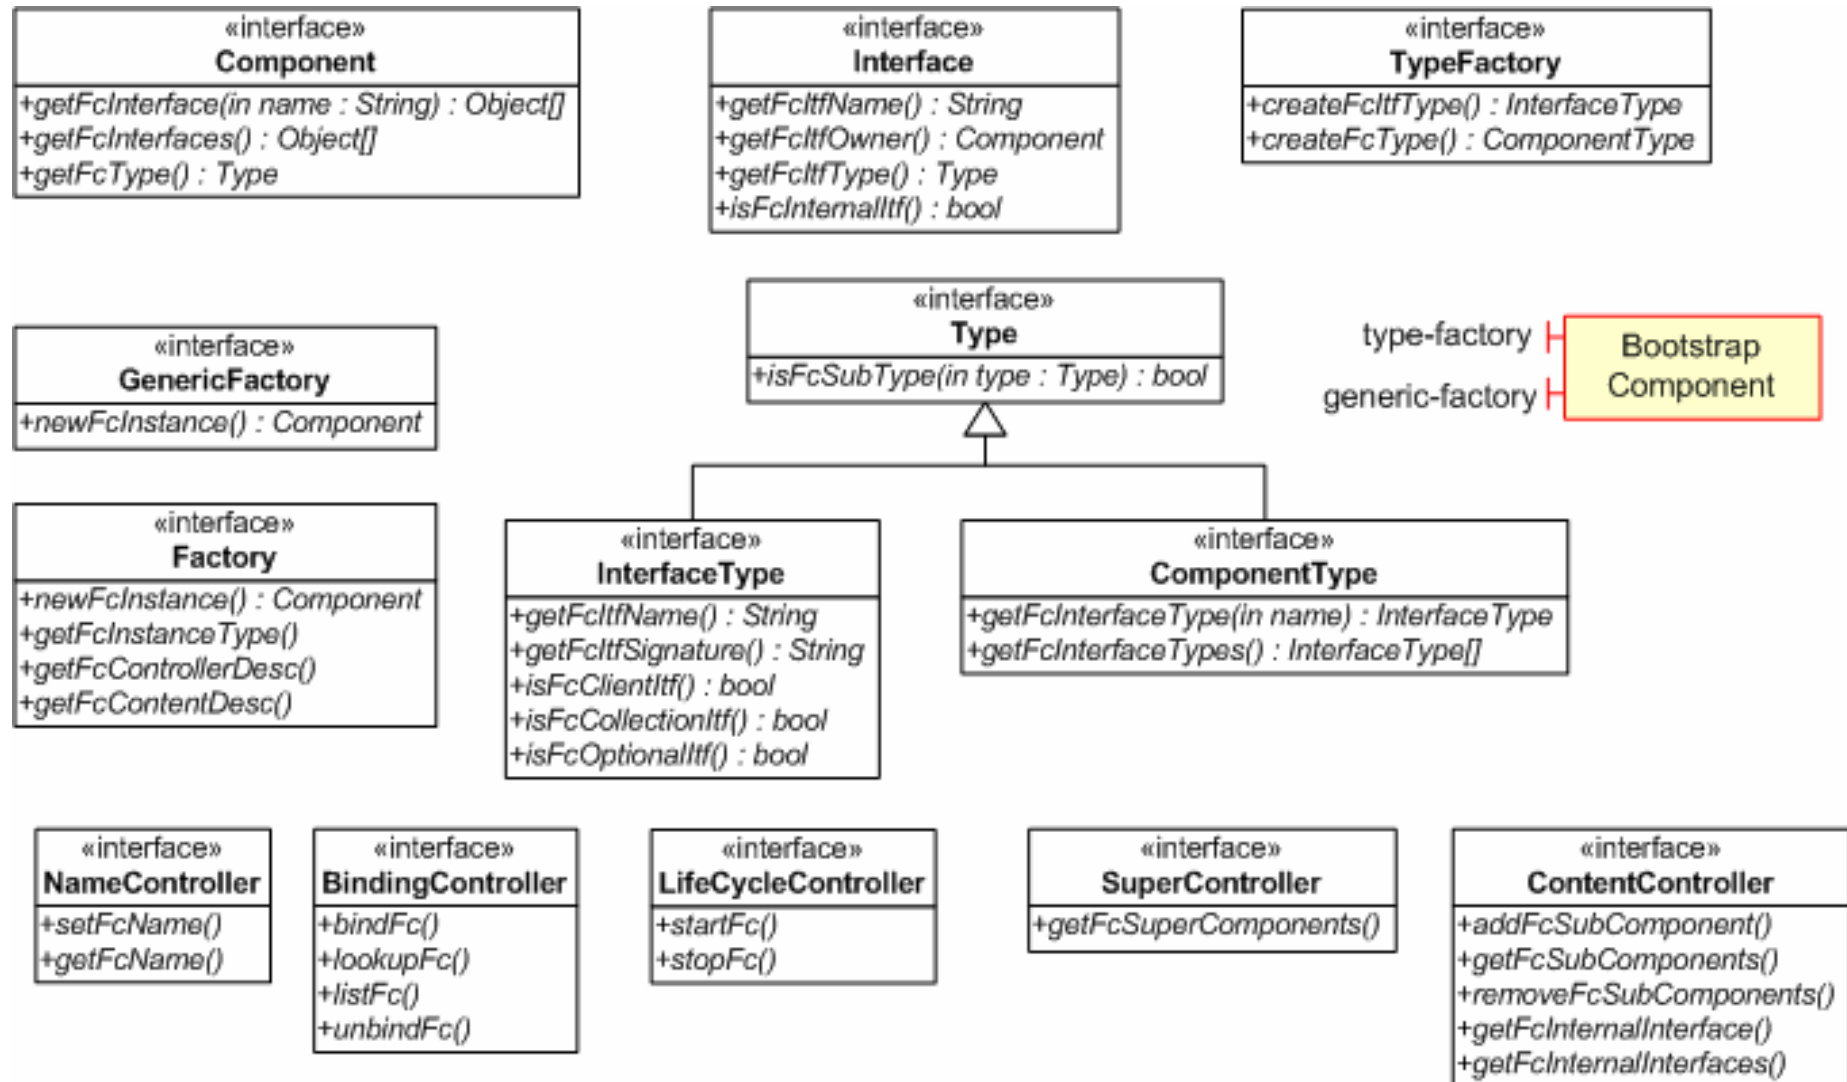 «interface»
Component
+getFcInterface(in name : String) : Object[]
+getFcInterfaces() : Object[]
+getFcType() : Type
«interface»
Interface
+getFcItfName() : String
+getFcItfOwner() : Component
+getFcItfType() : Type
+isFcInternalItf() : bool
«interface»
TypeFactory
+createFcItfType() : InterfaceType
+createFcType() : ComponentType
«interface»
GenericFactory
+newFcInstance() : Component
«interface»
Type
+isFcSubType(in type : Type) : bool
type-factory
generic-factory
Bootstrap
Component
«interface»
Factory
+newFcInstance() : Component
+getFcInstanceType()
+getFcControllerDesc()
+getFcContentDesc()
«interface»
InterfaceType
+getFcItfName() : String
+getFcItfSignature() : String
+isFcClientItf() : bool
+isFcCollectionItf() : bool
+isFcOptionalItf() : bool
«interface»
ComponentType
+getFcInterfaceType(in name) : InterfaceType
+getFcInterfaceTypes() : InterfaceType[]
«interface»
NameController
+setFcName()
+getFcName()
«interface»
BindingController
+bindFc()
+lookupFc()
+listFc()
+unbindFc()
«interface»
LifeCycleController
+startFc()
+stopFc()
«interface»
SuperController
+getFcSuperComponents()
«interface»
ContentController
+addFcSubComponent()
+getFcSubComponents()
+removeFcSubComponents()
+getFcInternalInterface()
+getFcInternalInterfaces()